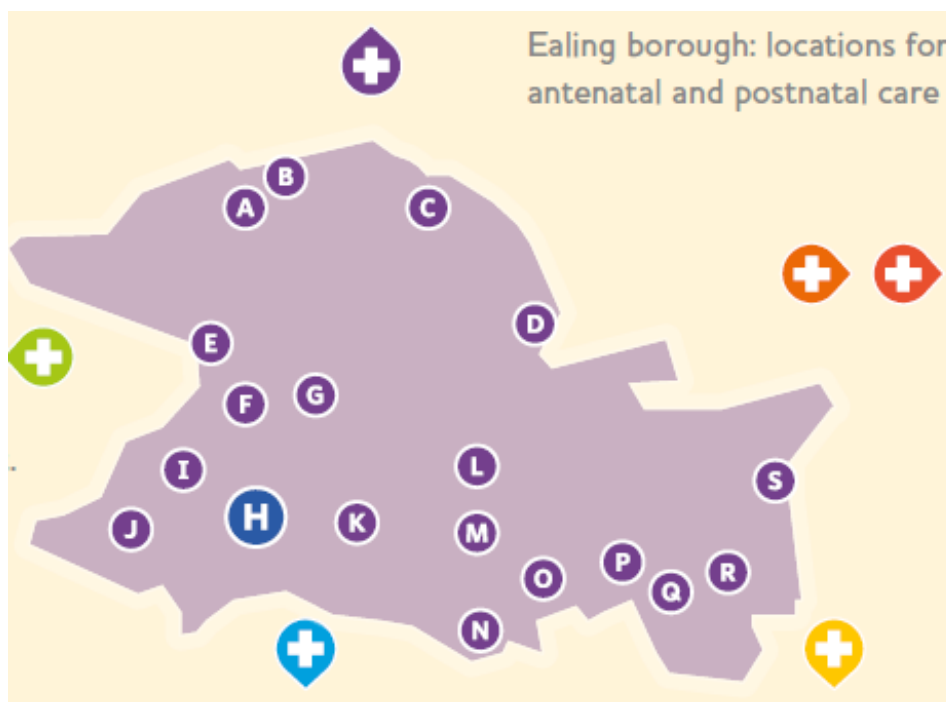 Ealing borough: locations for
antenatal and postnatal care
B
A
C
D
E
F
G
I
L
S
H
J
K
M
P
R
O
Q
N